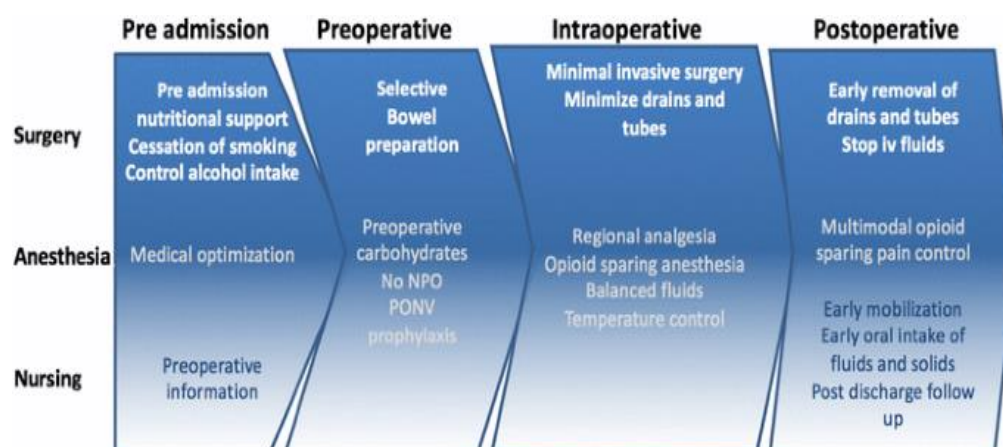 Pre admission
Preoperative
Intraoperative
Postoperative
Surgery
Pre admission
nutritional support
Cessation of smoking
Control alcohol intake
Selective
Bowel
preparation
Minimal invasive surgery
Minimize drains and
tubes
Early removal of
drains and tubes
Stop iv fluids
Anesthesia
Medical optimization
Preoperative
carbohydrates
No NPO
PONV
prophylaxis
Regional analgesia
Opioid sparing anesthesia
Balanced fluids
Temperature control
Multimodal opioid
sparing pain control
Nursing
Preoperative
information
Early mobilization
Early oral intake of
fluids and solids
Post discharge follow
up